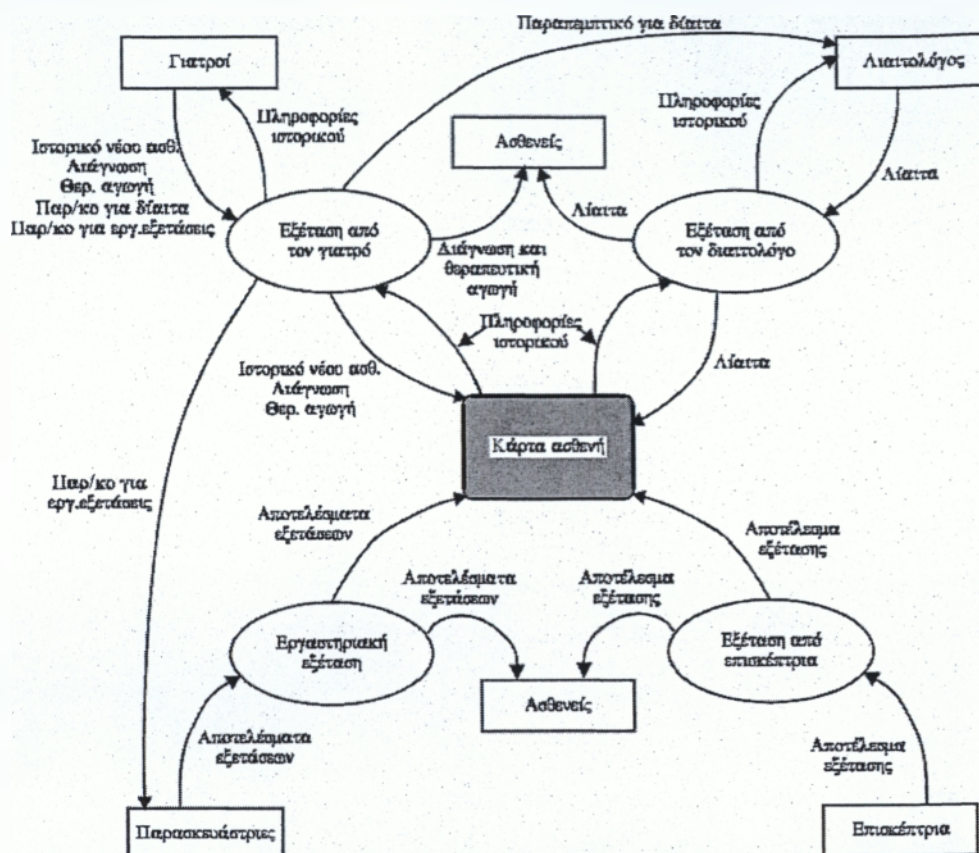 Παραπεμπτικό για δίαιτα
Γιατροί
Διαιτολόγος
Πληροφορίες
ιστορικού
Πληροφορίες
ιστορικού
Ασθενείς
Ιστορικό νέου ασθ.
Διάγνωση
Θερ. αγωγή
Παρ/κο για δίαιτα
Παρ/κο για εργ.εξετάσεις
Δίαιτα
Δίαιτα
Εξέταση από
τον γιατρό
Εξέταση από
τον διαιτολόγο
Διάγνωση και
θεραπευτική
αγωγή
Πληροφορίες
ιστορικού
Ιστορικό νέου ασθ.
Διάγνωση
Θερ. αγωγή
Δίαιτα
Κάρτα ασθενή
Παρ/κο για
εργ.εξετάσεις
Αποτελέσματα
εξετάσεων
Αποτέλεσμα
εξέτασης
Αποτελέσματα
εξετάσεων
Αποτέλεσμα
εξέτασης
Εργαστηριακή
εξέταση
Εξέταση από
επισκέπτρια
Ασθενείς
Αποτελέσματα
εξετάσεων
Αποτέλεσμα
εξέτασης
Παρασκευάστριες
Επισκέπτρια